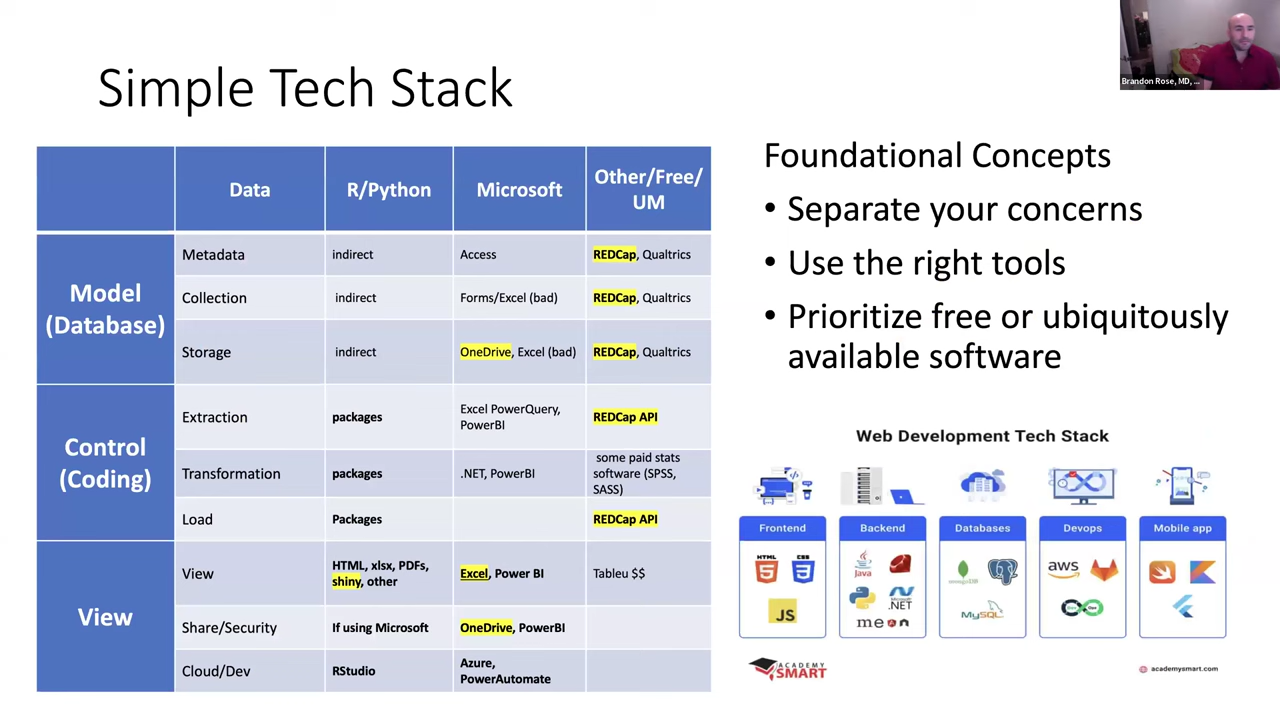 Brandon Rose, MD, ...
Simple Tech Stack
Data
R/Python
Microsoft
Other/Free/
UM
Model
(Database)
Metadata
indirect
Access
REDCap, Qualtrics
Collection
indirect
Forms/Excel (bad)
REDCap, Qualtrics
Storage
indirect
OneDrive, Excel (bad)
REDCap, Qualtrics
Control
(Coding)
Extraction
packages
Excel PowerQuery,
PowerBI
REDCap API
Transformation
packages
.NET, PowerBI
some paid stats
software (SPSS,
SASS)
Load
Packages
REDCap API
View
View
HTML, xlsx, PDFs,
shiny, other
Excel, Power BI
Tableu $$
Share/Security
If using Microsoft
OneDrive, PowerBI
Cloud/Dev
RStudio
Azure,
PowerAutomate
Foundational Concepts
• Separate your concerns
• Use the right tools
• Prioritize free or ubiquitously
available software
Web Development Tech Stack
Frontend
Backend
Databases
Devops
Mobile app
HTML
5
CSS
3
JS
Java
.NET
mongoDB
MySQL
aws
ACADEMY
SMART
academysmart.com